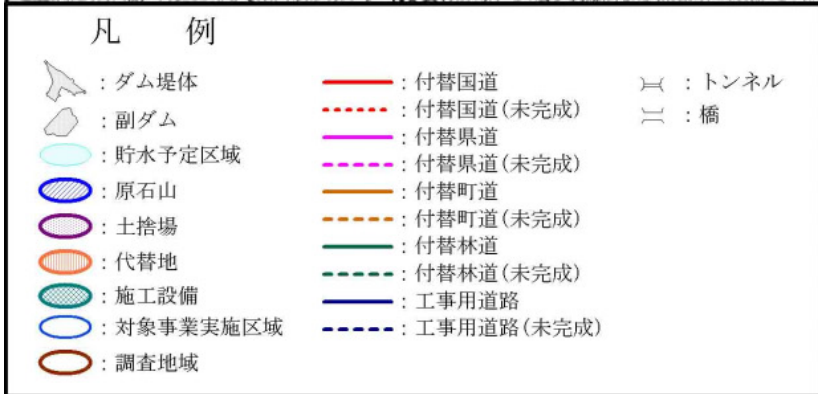 凡 例
: ダム堤体
: 副ダム
: 貯水予定区域
: 原石山
: 土捨場
: 代替地
: 施工設備
: 対象事業実施区域
: 調査地域
: 付替国道
: 付替国道(未完成)
: 付替県道
: 付替県道(未完成)
: 付替町道
: 付替町道(未完成)
: 付替林道
: 付替林道(未完成)
: 工事用道路
: 工事用道路(未完成)
: トンネル
: 橋